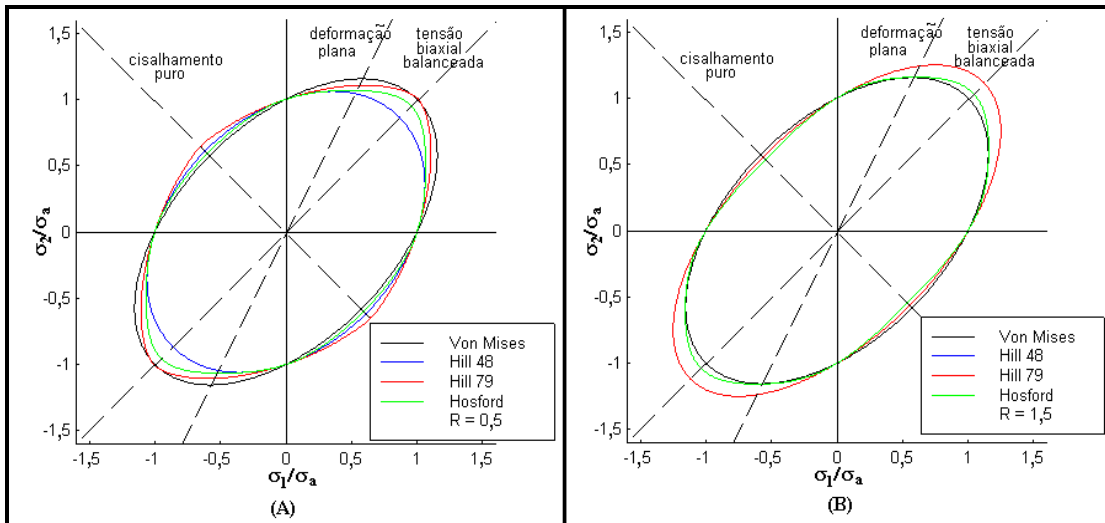 1,5
1
0,5
0
-0,5
-1
-1,5
σ2/σa
cisalhamento
puro
deformação
plana
tensão
biaxial
balanceada
Von Mises
Hill 48
Hill 79
Hosford
R = 0,5
-1,5 -1 -0,5 0 0,5 1 1,5
σ1/σa
(A)
1,5
1
0,5
0
-0,5
-1
-1,5
σ2/σa
cisalhamento
puro
deformação
plana
tensão
biaxial
balanceada
Von Mises
Hill 48
Hill 79
Hosford
R = 1,5
-1,5 -1 -0,5 0 0,5 1 1,5
σ1/σa
(B)